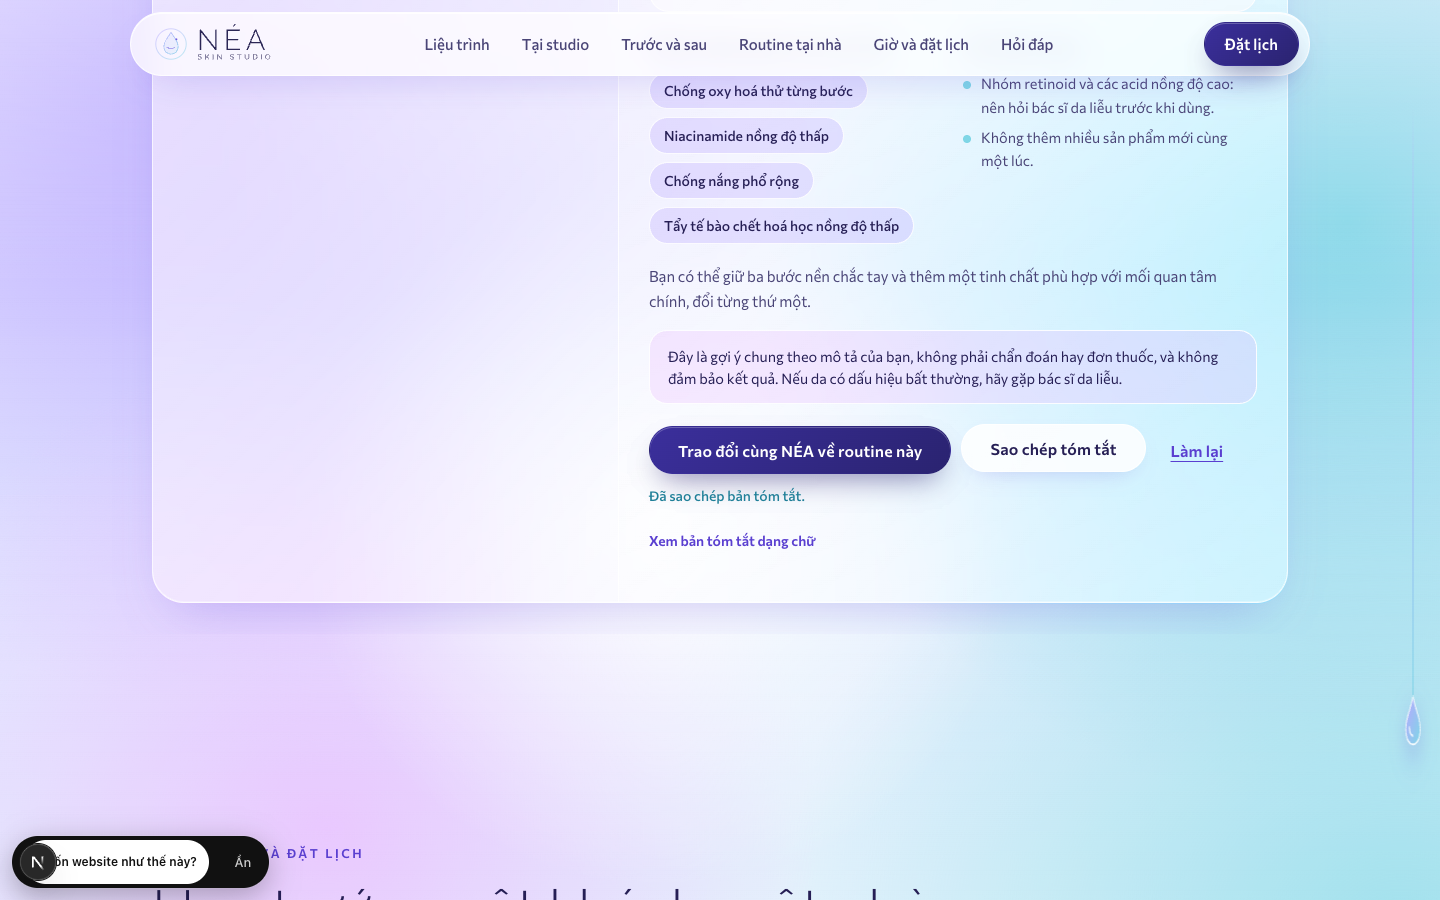 NÉA
SKIN STUDIO
Liệu trình
Tại studio
Trước và sau
Routine tại nhà
Giờ và đặt lịch
Hỏi đáp
Đặt lịch
Chống oxy hoá thử từng bước
Niacinamide nồng độ thấp
Chống nắng phổ rộng
Tẩy tế bào chết hoá học nồng độ thấp
Nhóm retinoid và các acid nồng độ cao:
nên hỏi bác sĩ da liễu trước khi dùng.
Không thêm nhiều sản phẩm mới cùng
một lúc.
Bạn có thể giữ ba bước nền chắc tay và thêm một tinh chất phù hợp với mối quan tâm
chính, đổi từng thứ một.
Đây là gợi ý chung theo mô tả của bạn, không phải chẩn đoán hay đơn thuốc, và không
đảm bảo kết quả. Nếu da có dấu hiệu bất thường, hãy gặp bác sĩ da liễu.
Trao đổi cùng NÉA về routine này
Sao chép tóm tắt
Làm lại
Đã sao chép bản tóm tắt.
Xem bản tóm tắt dạng chữ
VÀ ĐẶT LỊCH
website như thế này?
Ẩn